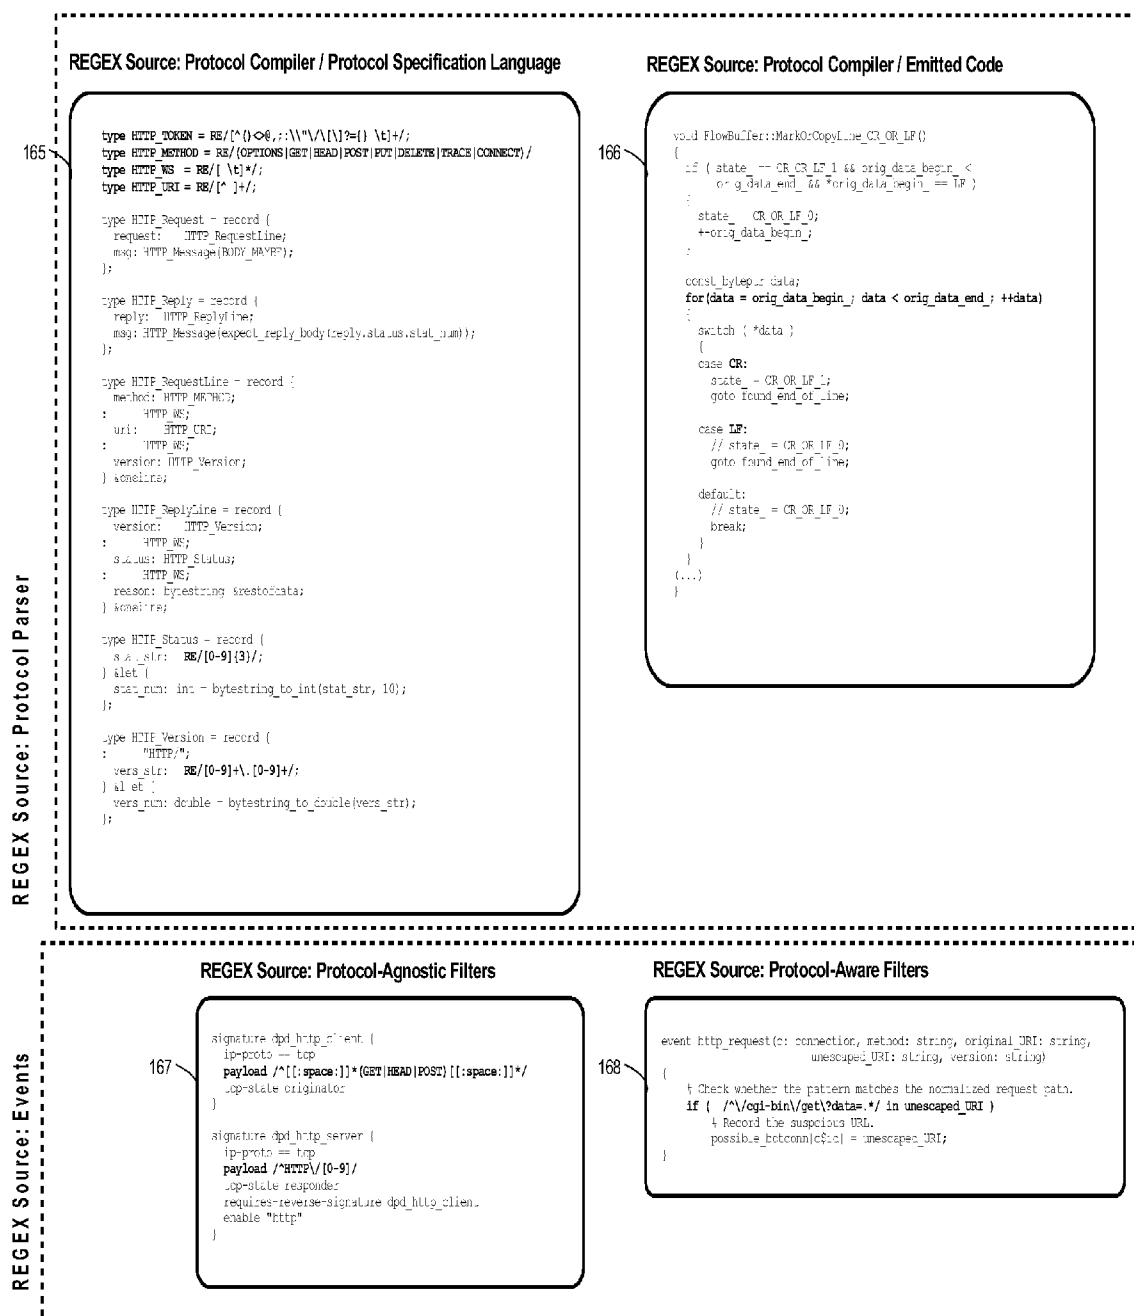 REGEX Source: Protocol Parser
REGEX Source: Protocol Compiler / Protocol Specification Language
165
type HTTP_TOKEN = RE/[^()<>@,;:\\"\/\[\]?={} \t]+/;
type HTTP_METHOD = RE/(OPTIONS|GET|HEAD|POST|PUT|DELETE|TRACE|CONNECT)/
type HTTP_WS = RE/[ \t]*/;
type HTTP_URI = RE/[^ ]+/;
type HTTP_Request = record {
request: HTTP_RequestLine;
msg: HTTP_Message(BODY_MAYBE);
};
type HTTP_Reply = record {
reply: HTTP_ReplyLine;
msg: HTTP_Message(expect_reply_body(reply.status.stat_num));
};
type HTTP_RequestLine = record {
method: HTTP_METHOD;
: HTTP_WS;
uri: HTTP_URI;
: HTTP_WS;
version: HTTP_Version;
} &oneline;
type HTTP_ReplyLine = record {
version: HTTP_Version;
: HTTP_WS;
status: HTTP_Status;
: HTTP_WS;
reason: bytestring &restofdata;
} &oneline;
type HTTP_Status = record {
stat_str: RE/[0-9]{3}/;
} &let {
stat_num: int = bytestring_to_int(stat_str, 10);
};
type HTTP_Version = record {
: "HTTP/";
vers_str: RE/[0-9]+\.[0-9]+/;
} &let {
vers_num: double = bytestring_to_double(vers_str);
};
REGEX Source: Protocol Compiler / Emitted Code
166
void FlowBuffer::MarkOrCopyLine_CR_OR_LF()
{
if ( state_ == CR_OR_LF_1 && orig_data_begin_ <
orig_data_end_ && *orig_data_begin_ == LF )
{
state_ = CR_OR_LF_0;
++orig_data_begin_;
}
const_byteptr data;
for(data = orig_data_begin_; data < orig_data_end_; ++data)
{
switch ( *data )
{
case CR:
state_ = CR_OR_LF_1;
goto found_end_of_line;
case LF:
// state_ = CR_OR_LF_0;
goto found_end_of_line;
default:
// state_ = CR_OR_LF_0;
break;
}
}
(...)
}
REGEX Source: Events
REGEX Source: Protocol-Agnostic Filters
167
signature dpd_http_client {
ip-proto == tcp
payload /^[[:space:]]*(GET|HEAD|POST)[[:space:]]*/
tcp-state originator
}
signature dpd_http_server {
ip-proto == tcp
payload /^HTTP\/[0-9]/
tcp-state responder
requires-reverse-signature dpd_http_client
enable "http"
}
REGEX Source: Protocol-Aware Filters
168
event http_request(c: connection, method: string, original_URI: string,
unescaped_URI: string, version: string)
{
# Check whether the pattern matches the normalized request path.
if ( /^\/cgi-bin\/get\?data=.*/ in unescaped_URI )
# Record the suspcious URL.
possible_botconn[c$id] = unescaped_URI;
}